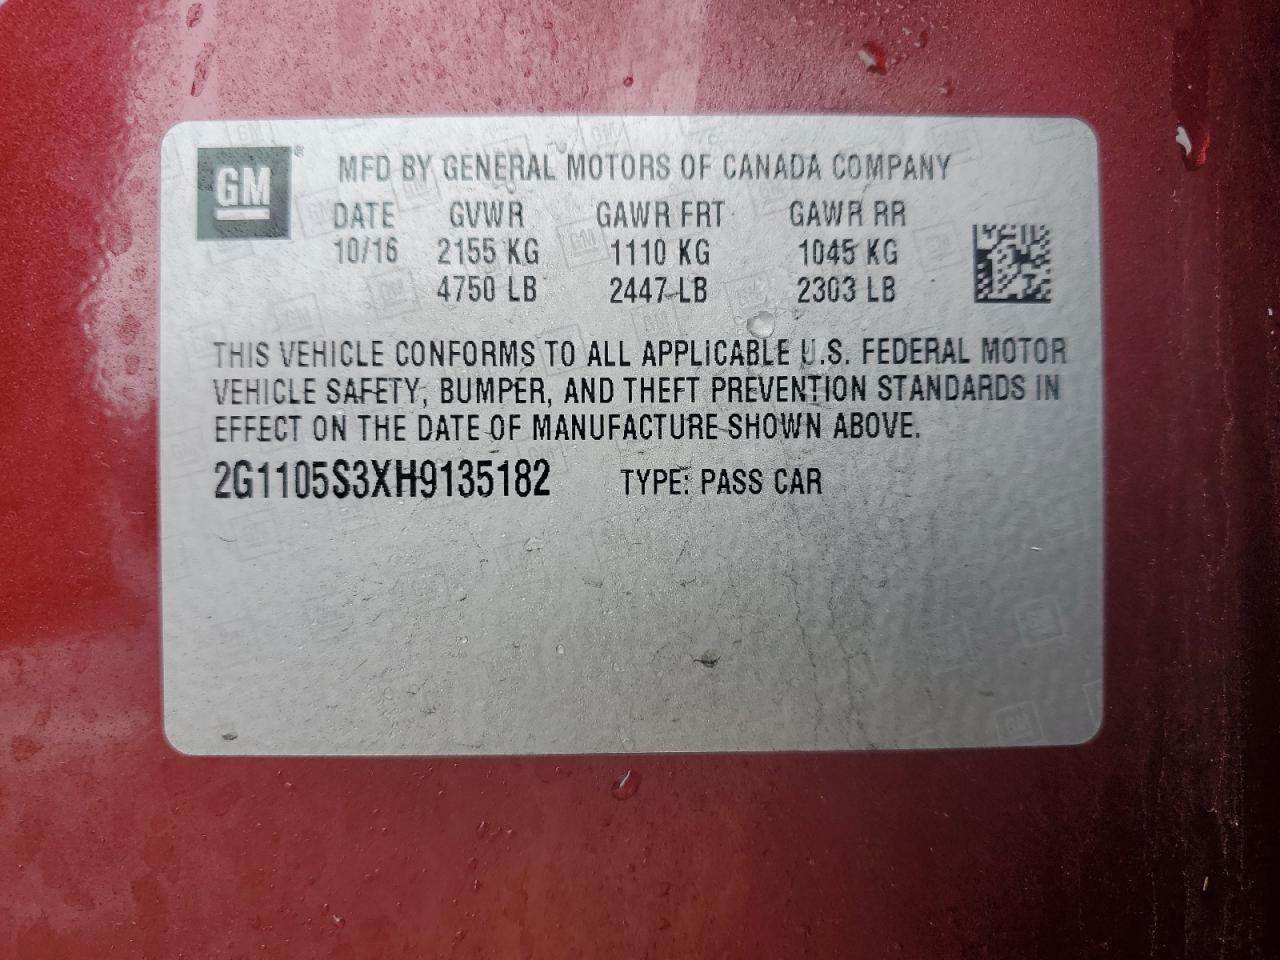 GM®
MFD BY GENERAL MOTORS OF CANADA COMPANY
DATE GVWR GAWR FRT GAWR RR
10/16 2155 KG 1110 KG 1045 KG
4750 LB 2447 LB 2303 LB
THIS VEHICLE CONFORMS TO ALL APPLICABLE U.S. FEDERAL MOTOR
VEHICLE SAFETY, BUMPER, AND THEFT PREVENTION STANDARDS IN
EFFECT ON THE DATE OF MANUFACTURE SHOWN ABOVE.
2G1105S3XH9135182 TYPE: PASS CAR